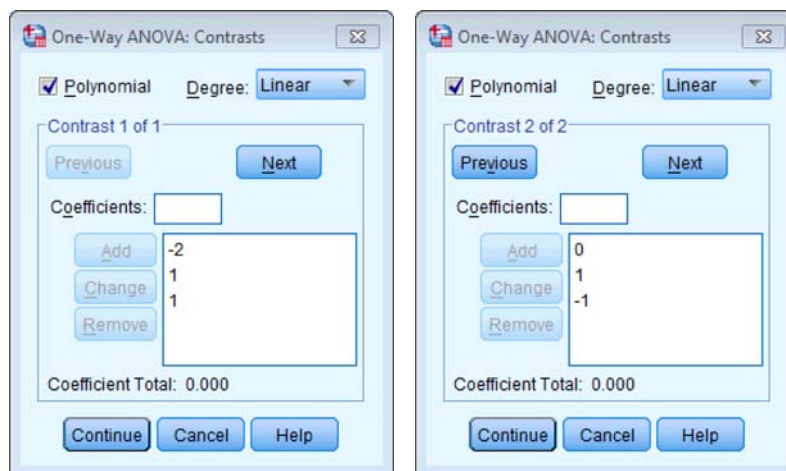 One-Way ANOVA: Contrasts
Polynomial Degree: Linear
Contrast 1 of 1
Previous Next
Coefficients:
Add
Change
Remove
-2
1
1
Coefficient Total: 0.000
Continue Cancel Help
One-Way ANOVA: Contrasts
Polynomial Degree: Linear
Contrast 2 of 2
Previous Next
Coefficients:
Add
Change
Remove
0
1
-1
Coefficient Total: 0.000
Continue Cancel Help